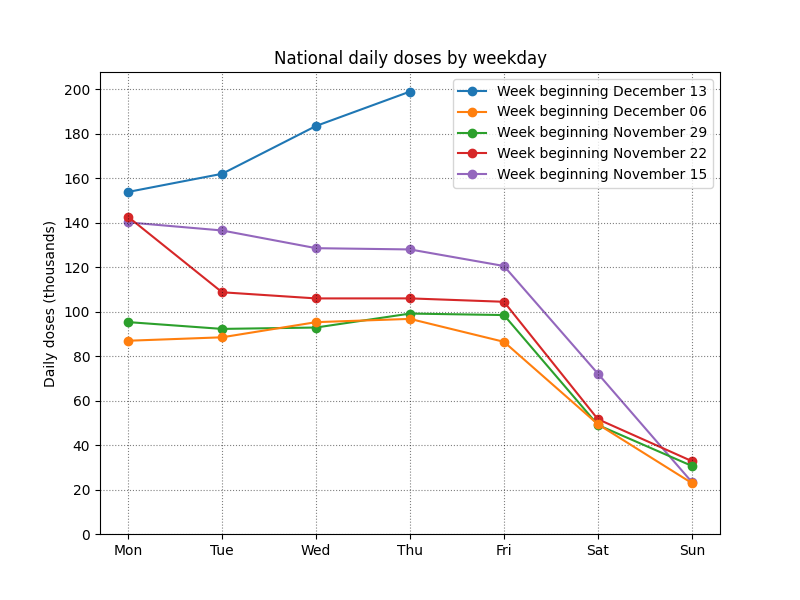 National daily doses by weekday
Week beginning December 13
Week beginning December 06
Week beginning November 29
Week beginning November 22
Week beginning November 15
Daily doses (thousands)
200
180
160
140
120
100
80
60
40
20
0
Mon Tue Wed Thu Fri Sat Sun